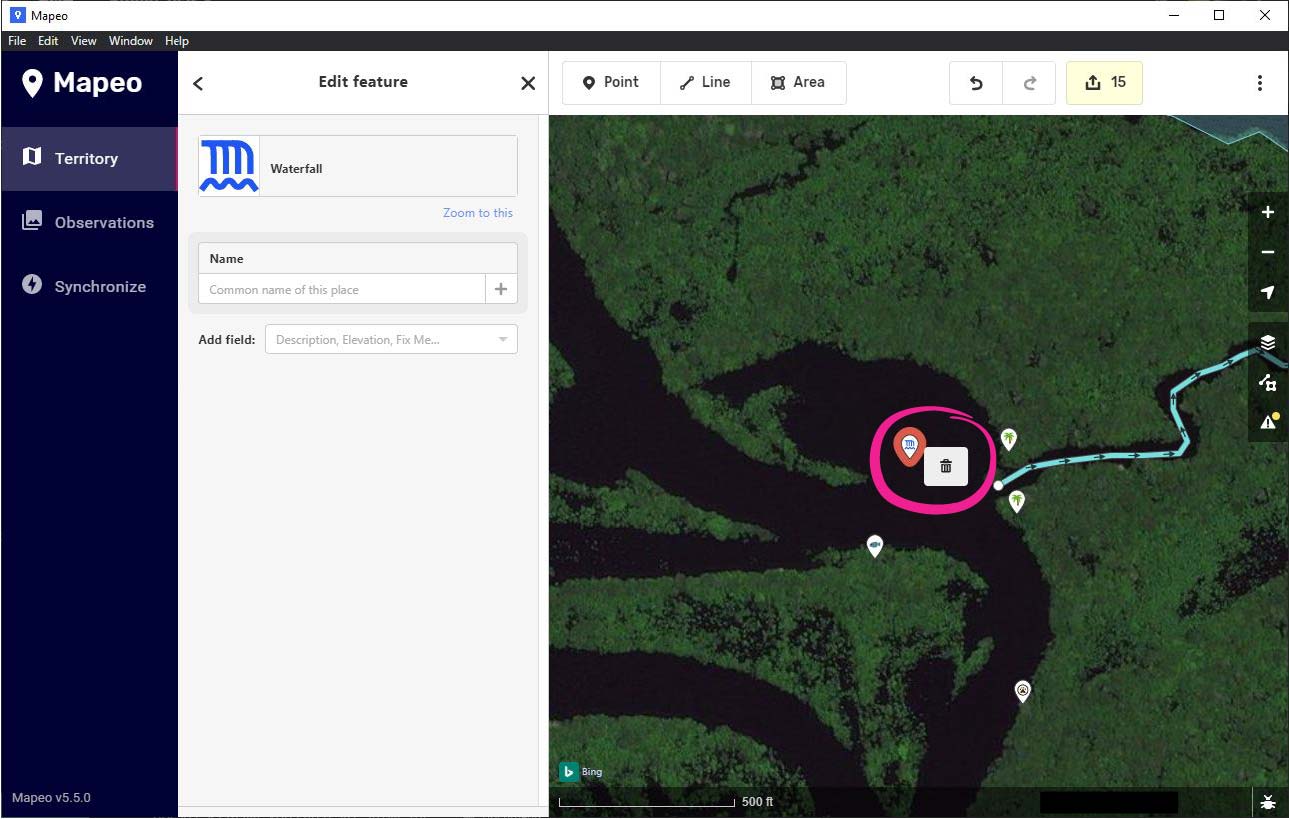 Mapeo
File Edit View Window Help
Mapeo
Territory
Observations
Synchronize
Mapeo v5.5.0
Edit feature
Waterfall
Zoom to this
Name
Common name of this place
Add field: Description, Elevation, Fix Me...
Point Line Area 15
Bing
500 ft